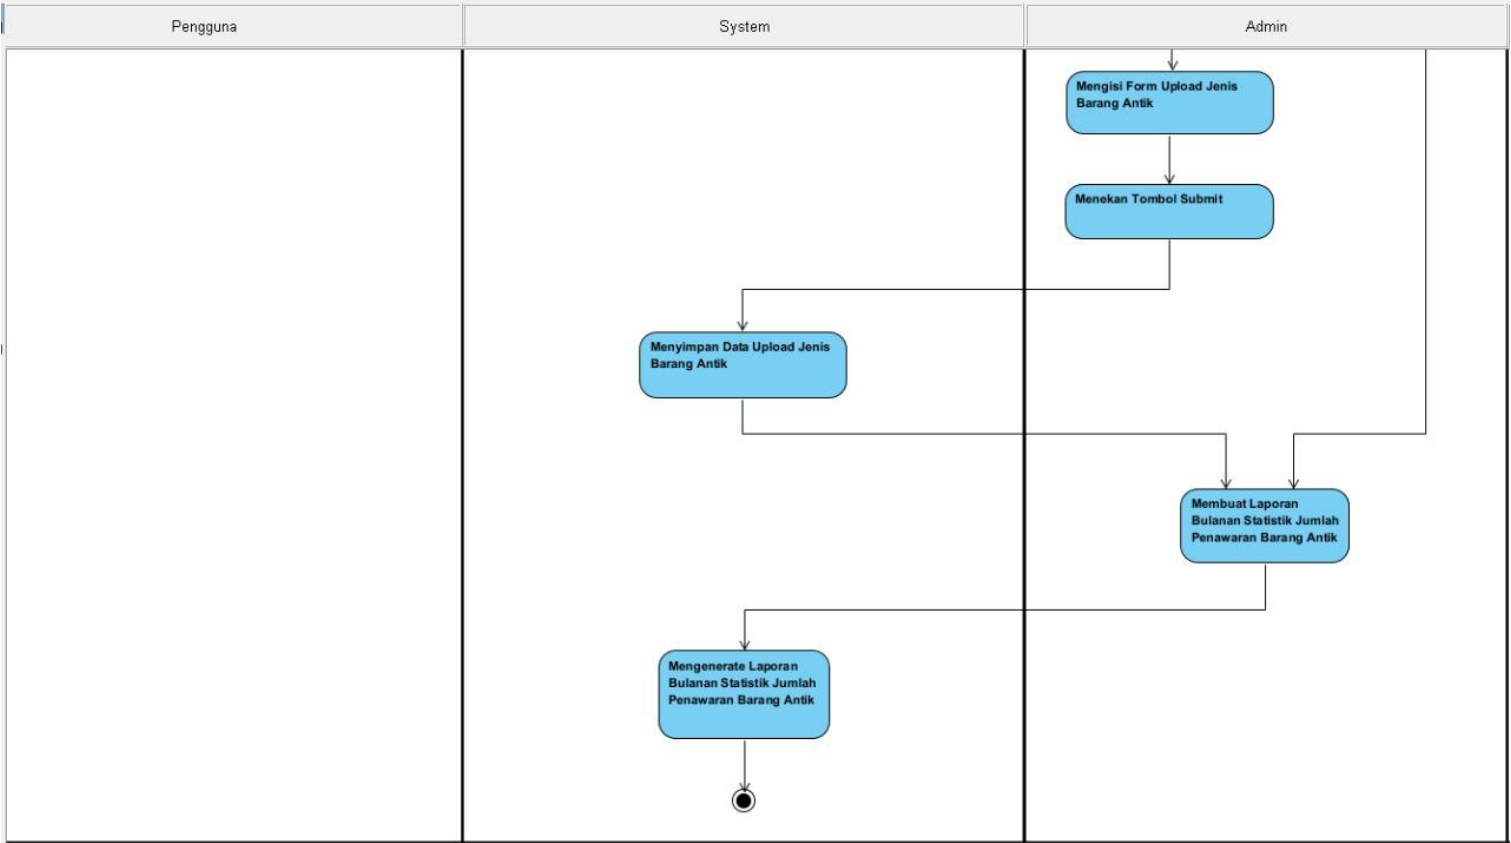 Pengguna
System
Admin
Mengisi Form Upload Jenis
Barang Antik
Menekan Tombol Submit
Menyimpan Data Upload Jenis
Barang Antik
Membuat Laporan
Bulanan Statistik Jumlah
Penawaran Barang Antik
Mengenerate Laporan
Bulanan Statistik Jumlah
Penawaran Barang Antik